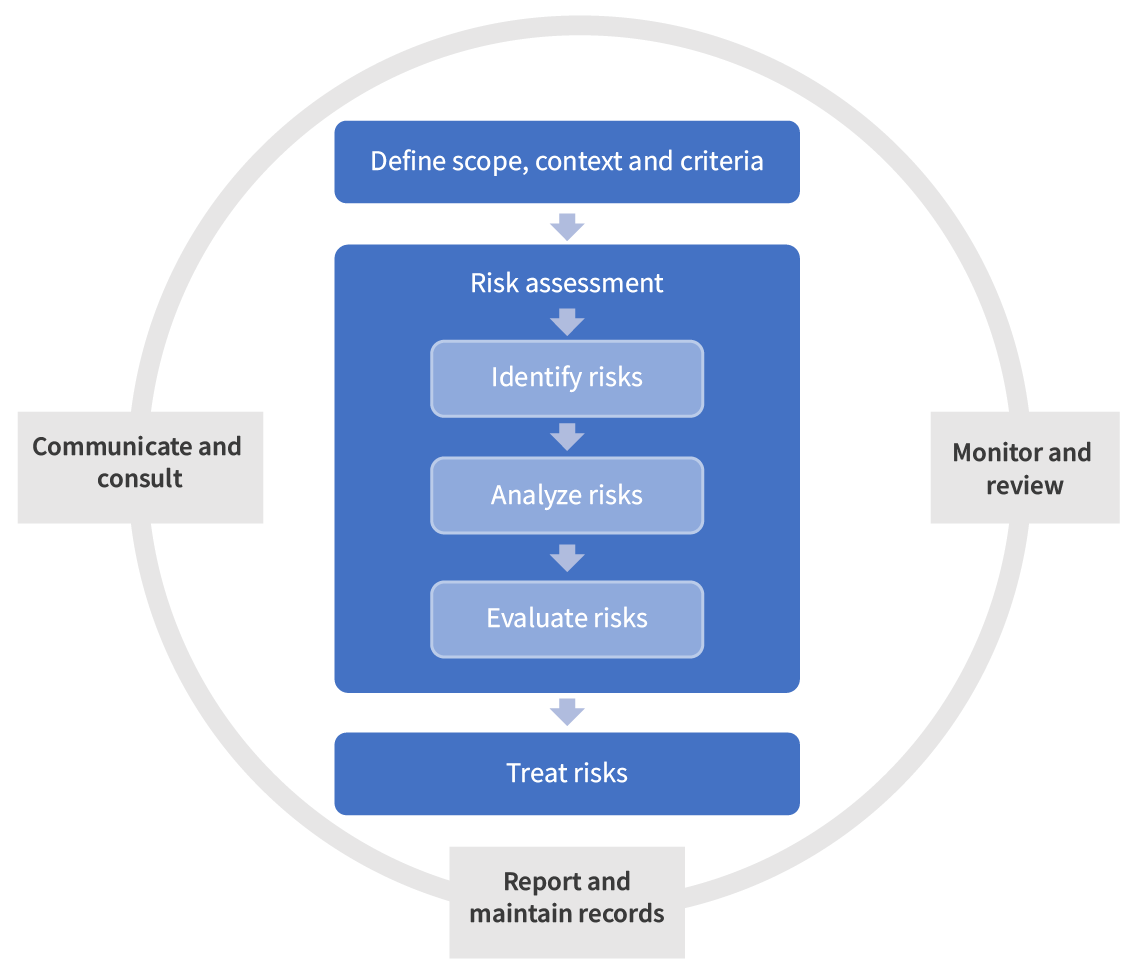 Define scope, context and criteria
Risk assessment
Identify risks
Analyze risks
Evaluate risks
Treat risks
Communicate and
consult
Monitor and
review
Report and
maintain records